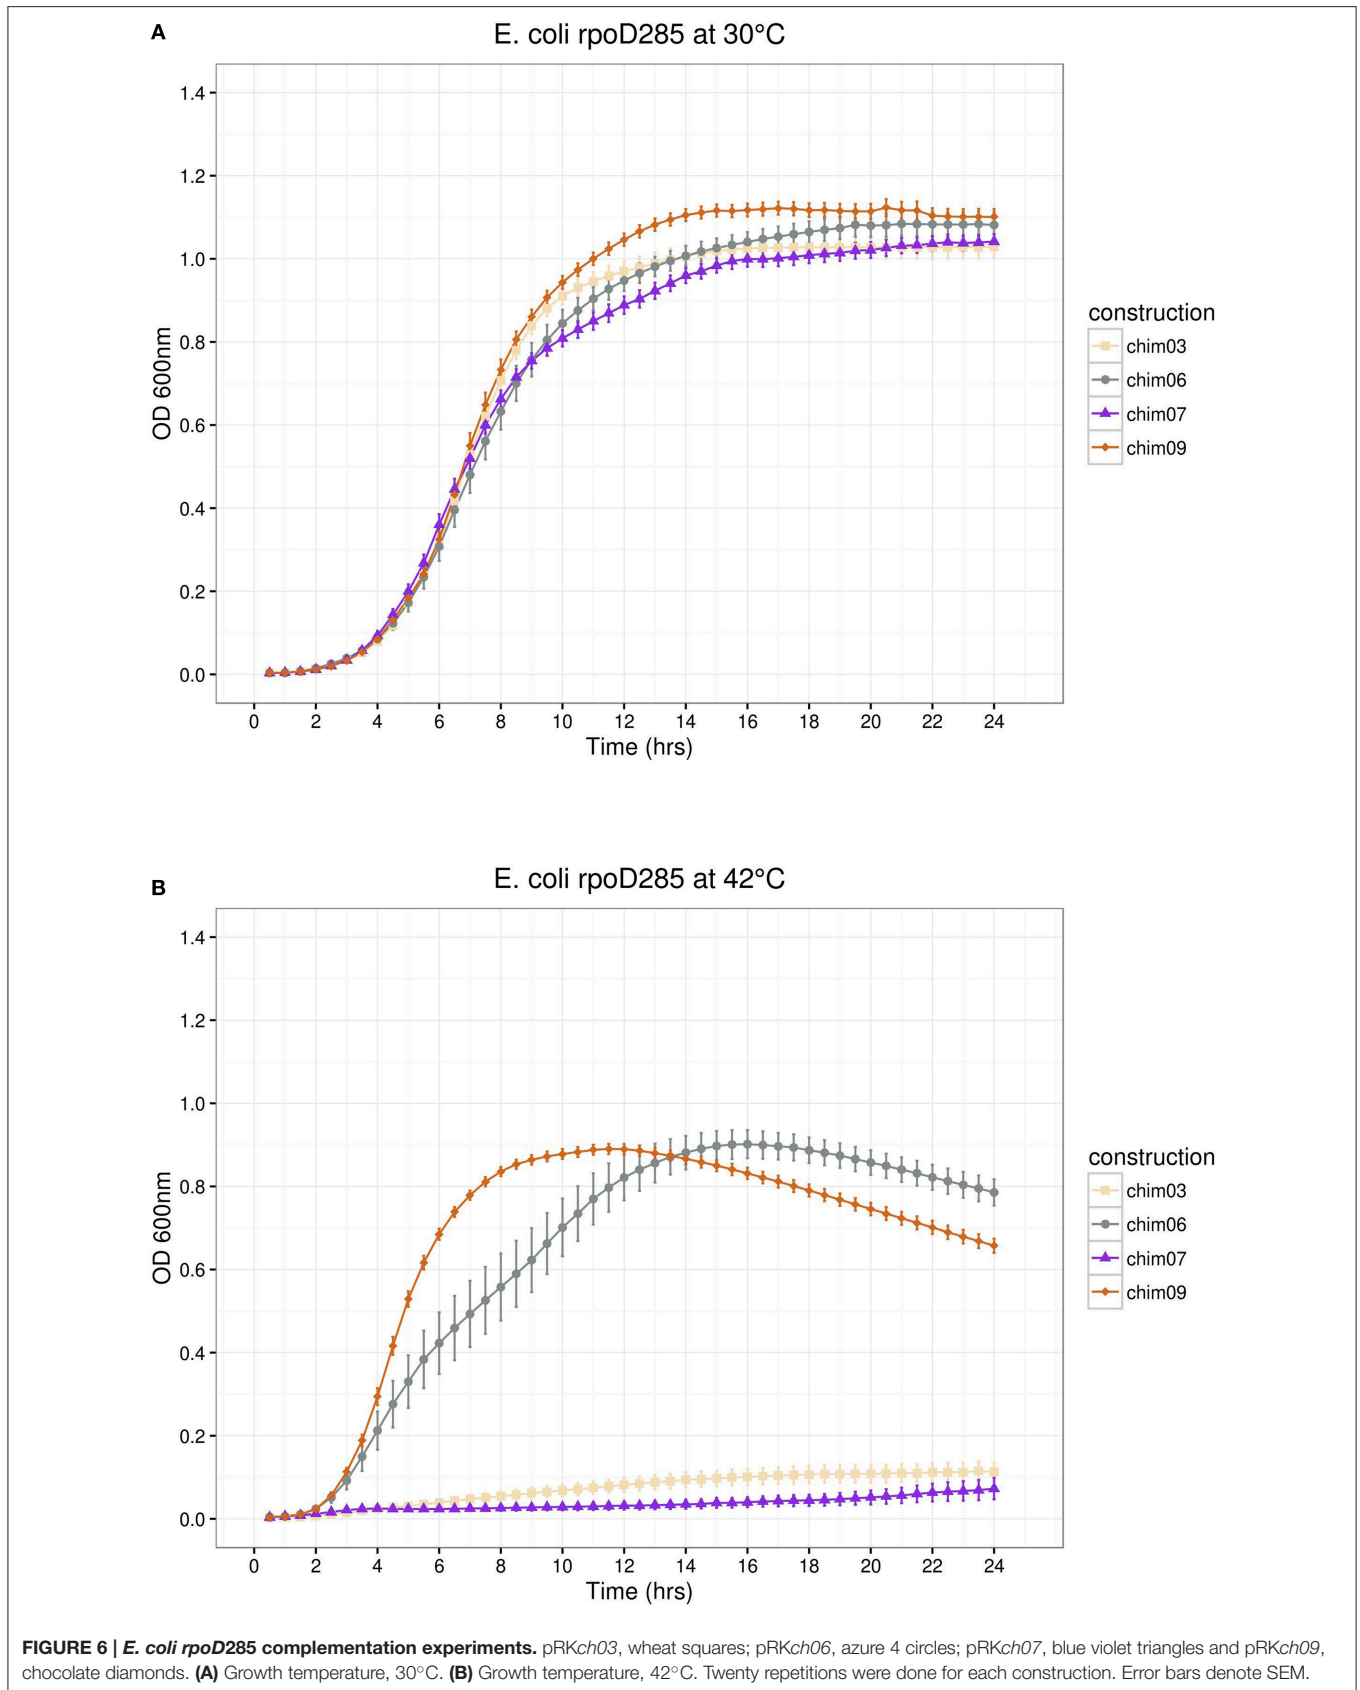 A
E. coli rpoD285 at 30°C
1.4
1.2
1.0
0.8
0.6
0.4
0.2
0.0
OD 600nm
0 2 4 6 8 10 12 14 16 18 20 22 24
Time (hrs)
construction
chim03
chim06
chim07
chim09
B
E. coli rpoD285 at 42°C
1.4
1.2
1.0
0.8
0.6
0.4
0.2
0.0
OD 600nm
0 2 4 6 8 10 12 14 16 18 20 22 24
Time (hrs)
construction
chim03
chim06
chim07
chim09
FIGURE 6 | E. coli rpoD285 complementation experiments. pRKch03, wheat squares; pRKch06, azure 4 circles; pRKch07, blue violet triangles and pRKch09,
chocolate diamonds. (A) Growth temperature, 30°C. (B) Growth temperature, 42°C. Twenty repetitions were done for each construction. Error bars denote SEM.